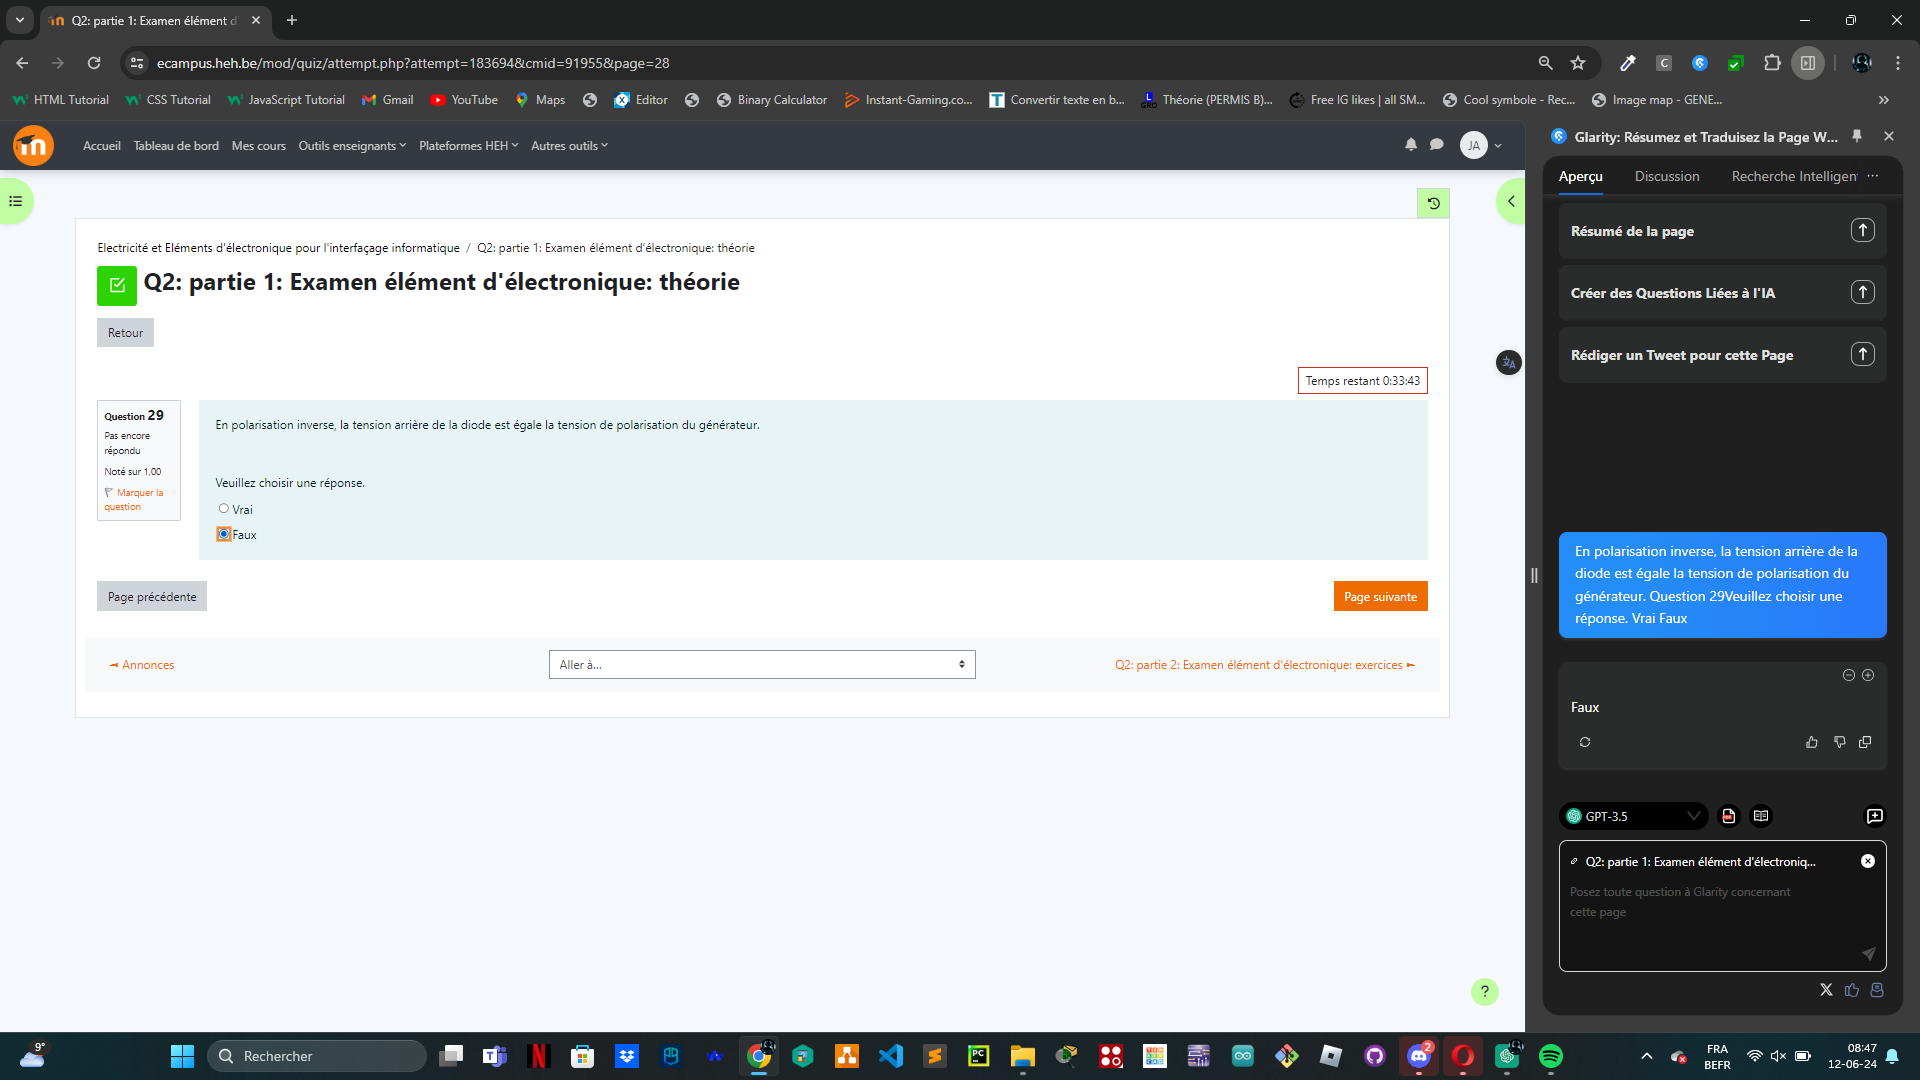 Q2: partie 1: Examen élément d'
ecampus.heh.be/mod/quiz/attempt.php?attempt=183694&cmid=91955&page=28
HTML Tutorial
CSS Tutorial
JavaScript Tutorial
Gmail
YouTube
Maps
Editor
Binary Calculator
Instant-Gaming.co...
Convertir texte en b...
Théorie (PERMIS B)...
Free IG likes | all SM...
Cool symbole - Rec...
Image map - GENE...
Accueil
Tableau de bord
Mes cours
Outils enseignants
Plateformes HEH
Autres outils
JA
Electricité et Eléments d'électronique pour l'interfaçage informatique / Q2: partie 1: Examen élément d'électronique: théorie
Q2: partie 1: Examen élément d'électronique: théorie
Retour
Temps restant 0:33:43
Question 29
Pas encore
répondu
Noté sur 1,00
Marquer la
question
En polarisation inverse, la tension arrière de la diode est égale la tension de polarisation du générateur.
Veuillez choisir une réponse.
Vrai
Faux
Page précédente
Page suivante
◄ Annonces
Aller à...
Q2: partie 2: Examen élément d'électronique: exercices ►
?
Glarity: Résumez et Traduisez la Page W...
Aperçu
Discussion
Recherche Intelligen
Résumé de la page
Créer des Questions Liées à l'IA
Rédiger un Tweet pour cette Page
En polarisation inverse, la tension arrière de la
diode est égale la tension de polarisation du
générateur. Question 29Veuillez choisir une
réponse. Vrai Faux
Faux
GPT-3.5
Q2: partie 1: Examen élément d'électroniq...
Posez toute question à Glarity concernant
cette page
9°
Rechercher
2
FRA
BEFR
08:47
12-06-24